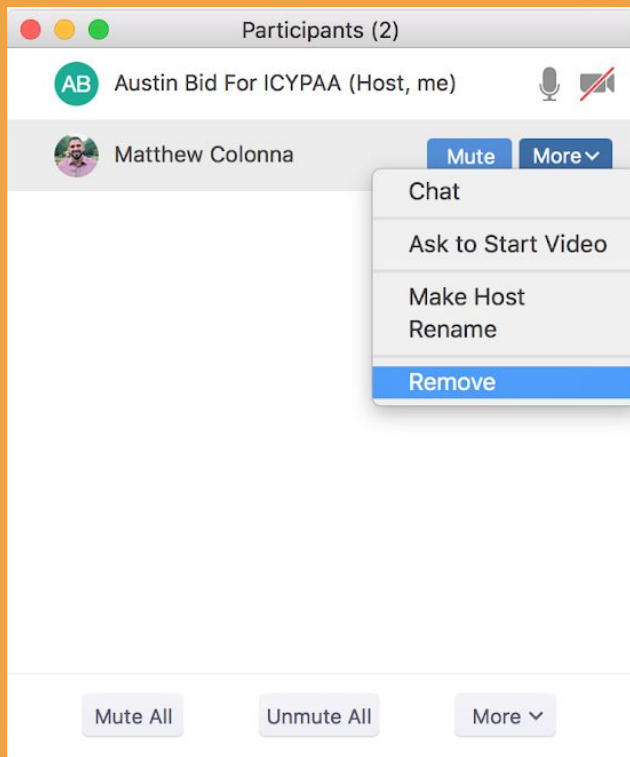 Participants (2)
AB Austin Bid For ICYPAA (Host, me)
Matthew Colonna Mute More
Chat
Ask to Start Video
Make Host
Rename
Remove
Mute All Unmute All More